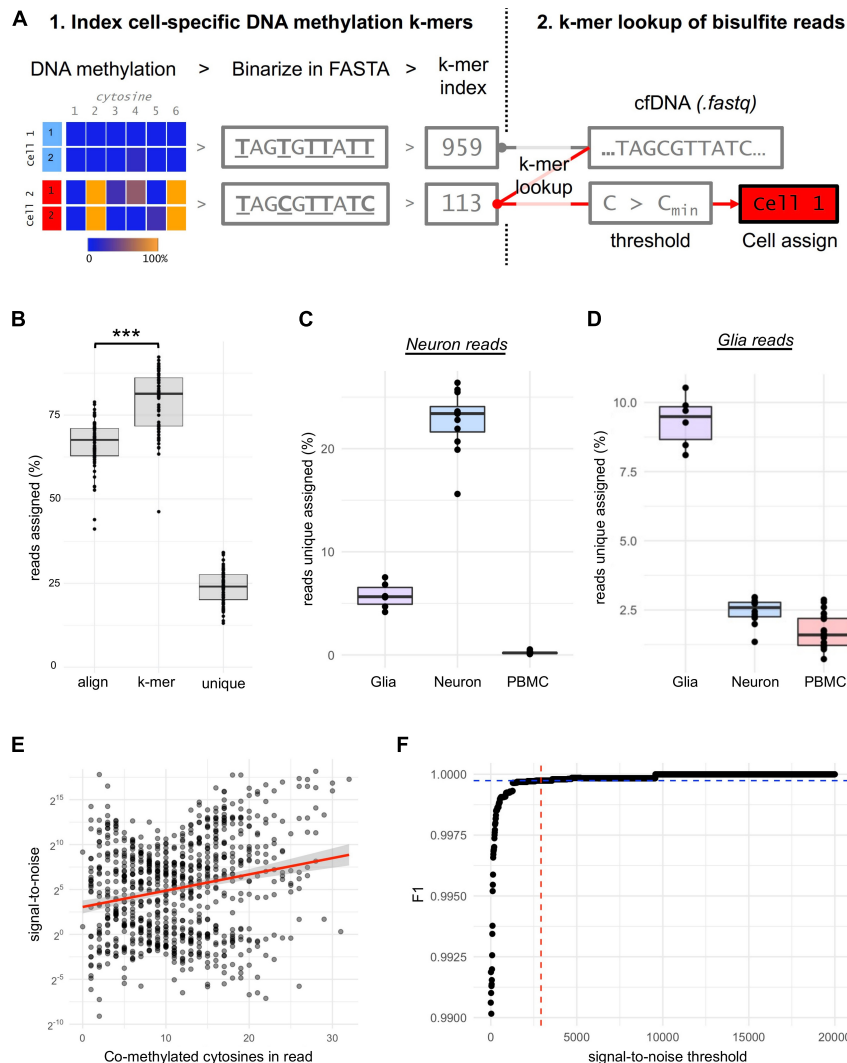 A
1. Index cell-specific DNA methylation k-mers
2. k-mer lookup of bisulfite reads
DNA methylation > Binarize in FASTA > k-mer index
cytosine
1 2 3 4 5 6
cell 1
1
2
cell 2
1
2
0 100%
> TAGTGTTATT > 959
> TAGCGTTATC > 113
k-mer lookup
cfDNA (.fastq)
...TAGCGTTATC...
C > Cmin
threshold
Cell 1
Cell assign
B
***
reads assigned (%)
75
50
25
0
align k-mer unique
C
Neuron reads
reads unique assigned (%)
20
10
0
Glia Neuron PBMC
D
Glia reads
reads unique assigned (%)
10.0
7.5
5.0
2.5
Glia Neuron PBMC
E
signal-to-noise
2^15
2^10
2^5
2^0
2^-5
2^-10
0 10 20 30
Co-methylated cytosines in read
F
F1
1.0000
0.9975
0.9950
0.9925
0.9900
0 5000 10000 15000 20000
signal-to-noise threshold